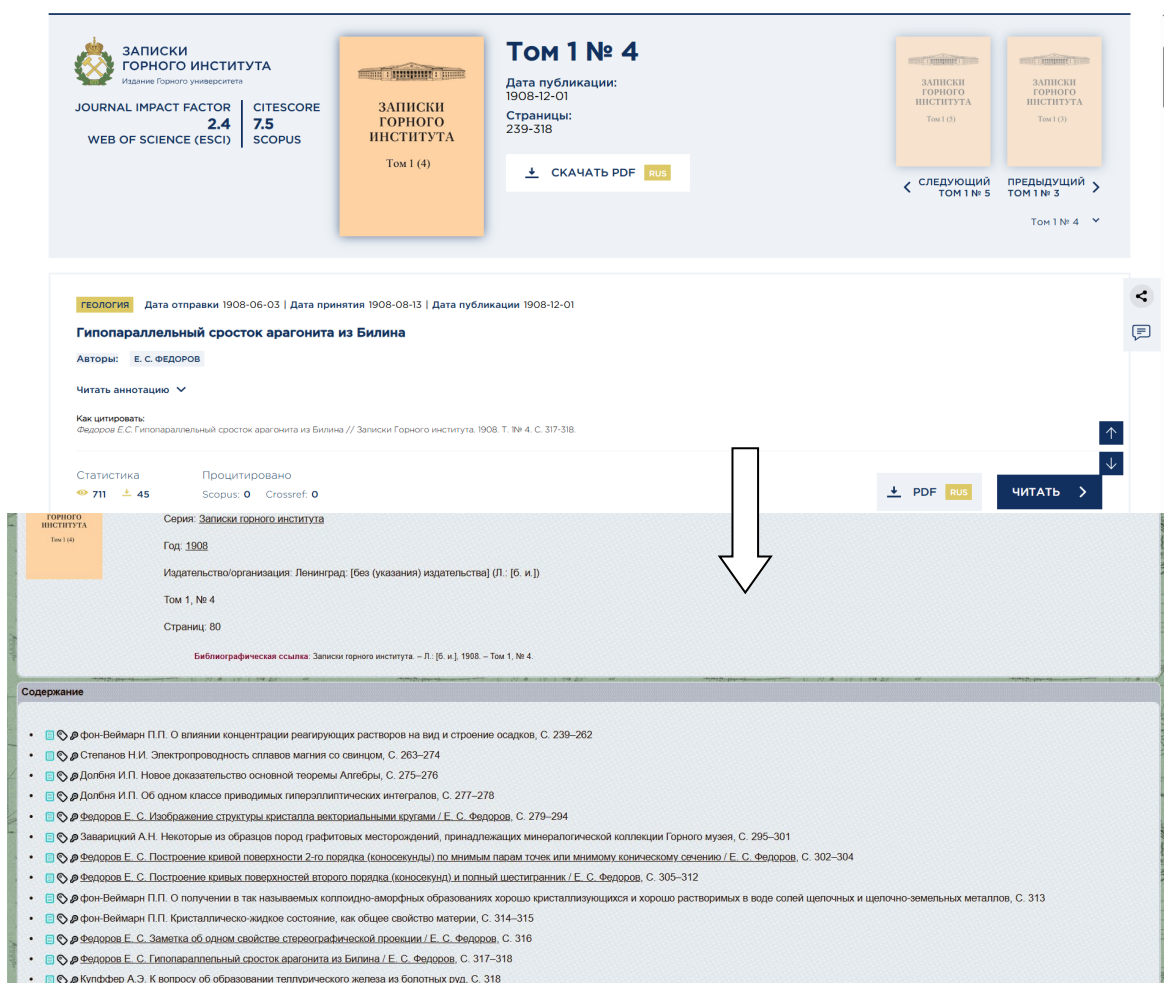 ЗАПИСКИ
ГОРНОГО ИНСТИТУТА
Издание Горного университета
JOURNAL IMPACT FACTOR
2.4
WEB OF SCIENCE (ESCI)
CITESCORE
7.5
SCOPUS
ЗАПИСКИ
ГОРНОГО
ИНСТИТУТА
Том 1 (4)
Том 1 № 4
Дата публикации:
1908-12-01
Страницы:
239-318
СКАЧАТЬ PDF RUS
ЗАПИСКИ
ГОРНОГО
ИНСТИТУТА
Том 1 (5)
ЗАПИСКИ
ГОРНОГО
ИНСТИТУТА
Том 1 (3)
СЛЕДУЮЩИЙ
ТОМ 1 № 5
ПРЕДЫДУЩИЙ
ТОМ 1 № 3
Том 1 № 4
ГЕОЛОГИЯ Дата отправки 1908-06-03 | Дата принятия 1908-08-13 | Дата публикации 1908-12-01
Гипопараллельный сросток арагонита из Билина
Авторы: Е. С. ФЕДОРОВ
Читать аннотацию
Как цитировать:
Федоров Е.С. Гипопараллельный сросток арагонита из Билина // Записки Горного института. 1908. Т. 1№ 4. С. 317-318.
Статистика
711 45
Процитировано
Scopus: 0 Crossref: 0
PDF RUS
ЧИТАТЬ
ГОРНОГО
ИНСТИТУТА
Том 1 (4)
Серия: Записки горного института
Год: 1908
Издательство/организация: Ленинград: [без (указания) издательства] (Л.: [б. и.])
Том 1, № 4
Страниц: 80
Библиографическая ссылка: Записки горного института. – Л.: [б. и.], 1908. – Том 1, № 4.
Содержание
• фон-Веймарн П.П. О влиянии концентрации реагирующих растворов на вид и строение осадков, С. 239–262
• Степанов Н.И. Электропроводность сплавов магния со свинцом, С. 263–274
• Долбня И.П. Новое доказательство основной теоремы Алгебры, С. 275–276
• Долбня И.П. Об одном классе приводимых гиперэллиптических интегралов, С. 277–278
• Федоров Е. С. Изображение структуры кристалла векториальными кругами / Е. С. Федоров, С. 279–294
• Заварицкий А.Н. Некоторые из образцов пород графитовых месторождений, принадлежащих минералогической коллекции Горного музея, С. 295–301
• Федоров Е. С. Построение кривой поверхности 2-го порядка (коносекунды) по мнимым парам точек или мнимому коническому сечению / Е. С. Федоров, С. 302–304
• Федоров Е. С. Построение кривых поверхностей второго порядка (коносекунд) и полный шестигранник / Е. С. Федоров, С. 305–312
• фон-Веймарн П.П. О получении в так называемых коллоидно-аморфных образованиях хорошо кристаллизующихся и хорошо растворимых в воде солей щелочных и щелочно-земельных металлов, С. 313
• фон-Веймарн П.П. Кристаллическо-жидкое состояние, как общее свойство материи, С. 314–315
• Федоров Е. С. Заметка об одном свойстве стереографической проекции / Е. С. Федоров, С. 316
• Федоров Е. С. Гипопараллельный сросток арагонита из Билина / Е. С. Федоров, С. 317–318
• Купффер А.Э. К вопросу об образовании теллурического железа из болотных руд, С. 318